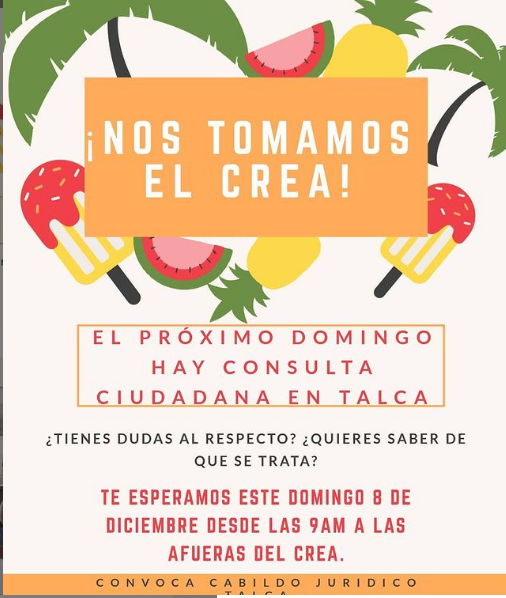 ¡NOS TOMAMOS
EL CREA!
EL PRÓXIMO DOMINGO
HAY CONSULTA
CIUDADANA EN TALCA
¿TIENES DUDAS AL RESPECTO? ¿QUIERES SABER DE
QUE SE TRATA?
TE ESPERAMOS ESTE DOMINGO 8 DE
DICIEMBRE DESDE LAS 9AM A LAS
AFUERAS DEL CREA.
CONVOCA CABILDO JURIDICO
TALCA